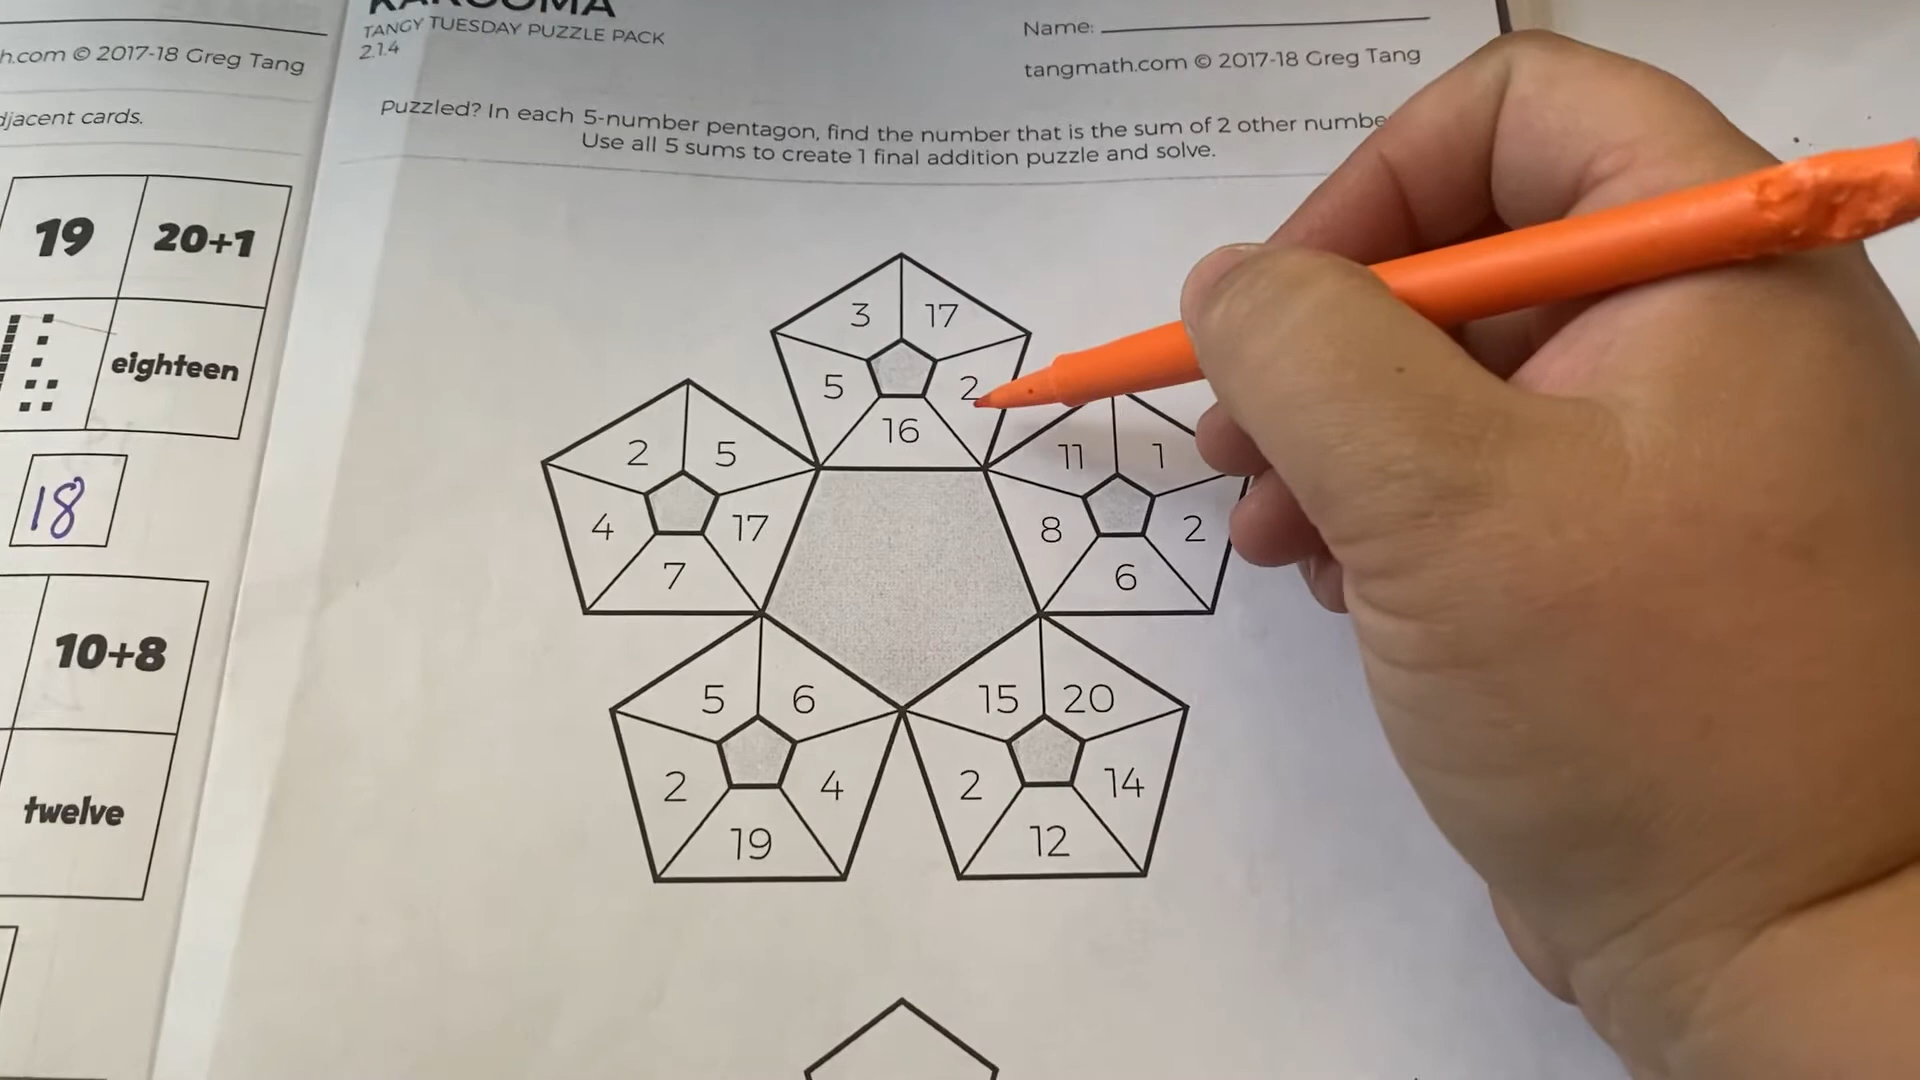 h.com © 2017-18 Greg Tang
djacent cards.
19
20+1
eighteen
18
10+8
twelve
KAKOOMA
TANGY TUESDAY PUZZLE PACK
2.1.4
Name:
tangmath.com © 2017-18 Greg Tang
Puzzled? In each 5-number pentagon, find the number that is the sum of 2 other numbe
Use all 5 sums to create 1 final addition puzzle and solve.
3 17
5 2
16
2 5
4 17
7
11 1
8 2
6
5 6
2 4
19
15 20
2 14
12